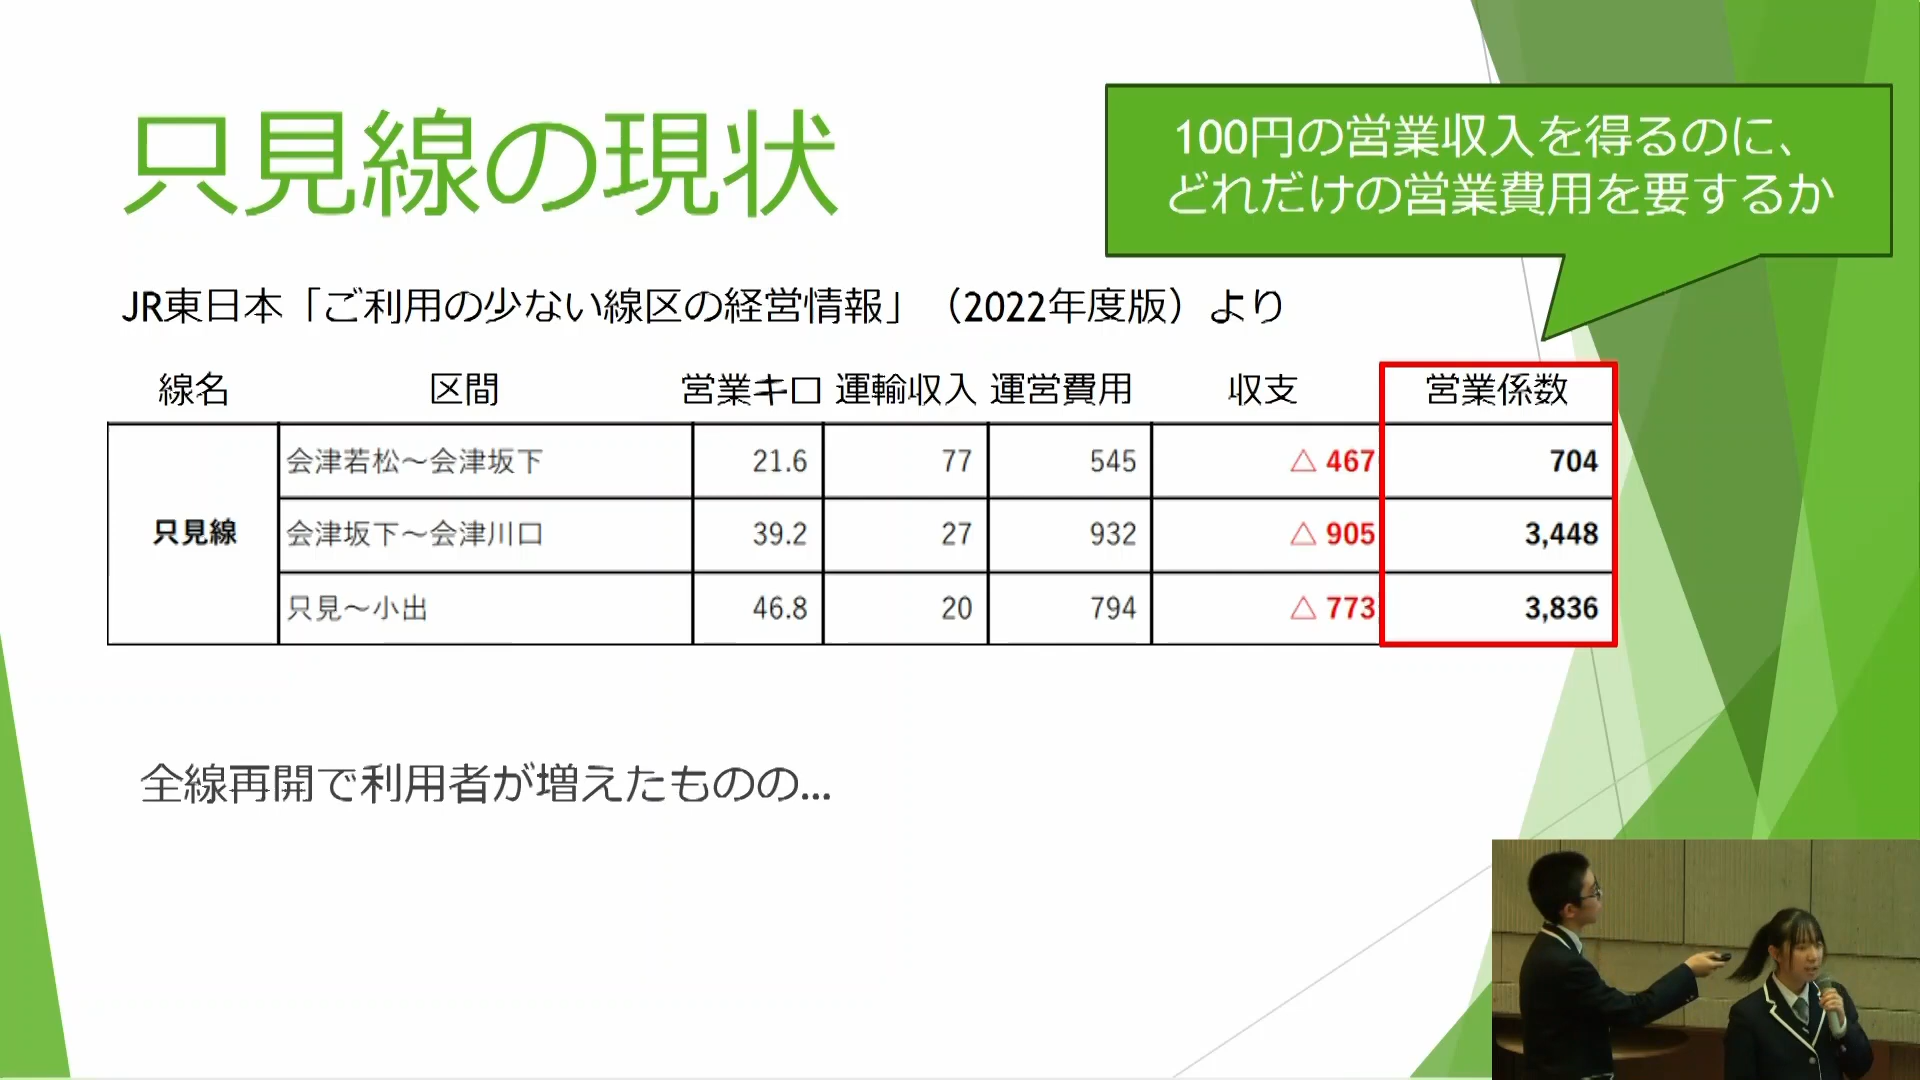 只見線の現状
100円の営業収入を得るのに、
どれだけの営業費用を要するか
JR東日本「ご利用の少ない線区の経営情報」（2022年度版）より
線名 区間 営業キロ 運輸収入 運営費用 収支 営業係数
只見線
会津若松～会津坂下 21.6 77 545 △ 467 704
会津坂下～会津川口 39.2 27 932 △ 905 3,448
只見～小出 46.8 20 794 △ 773 3,836
全線再開で利用者が増えたものの...